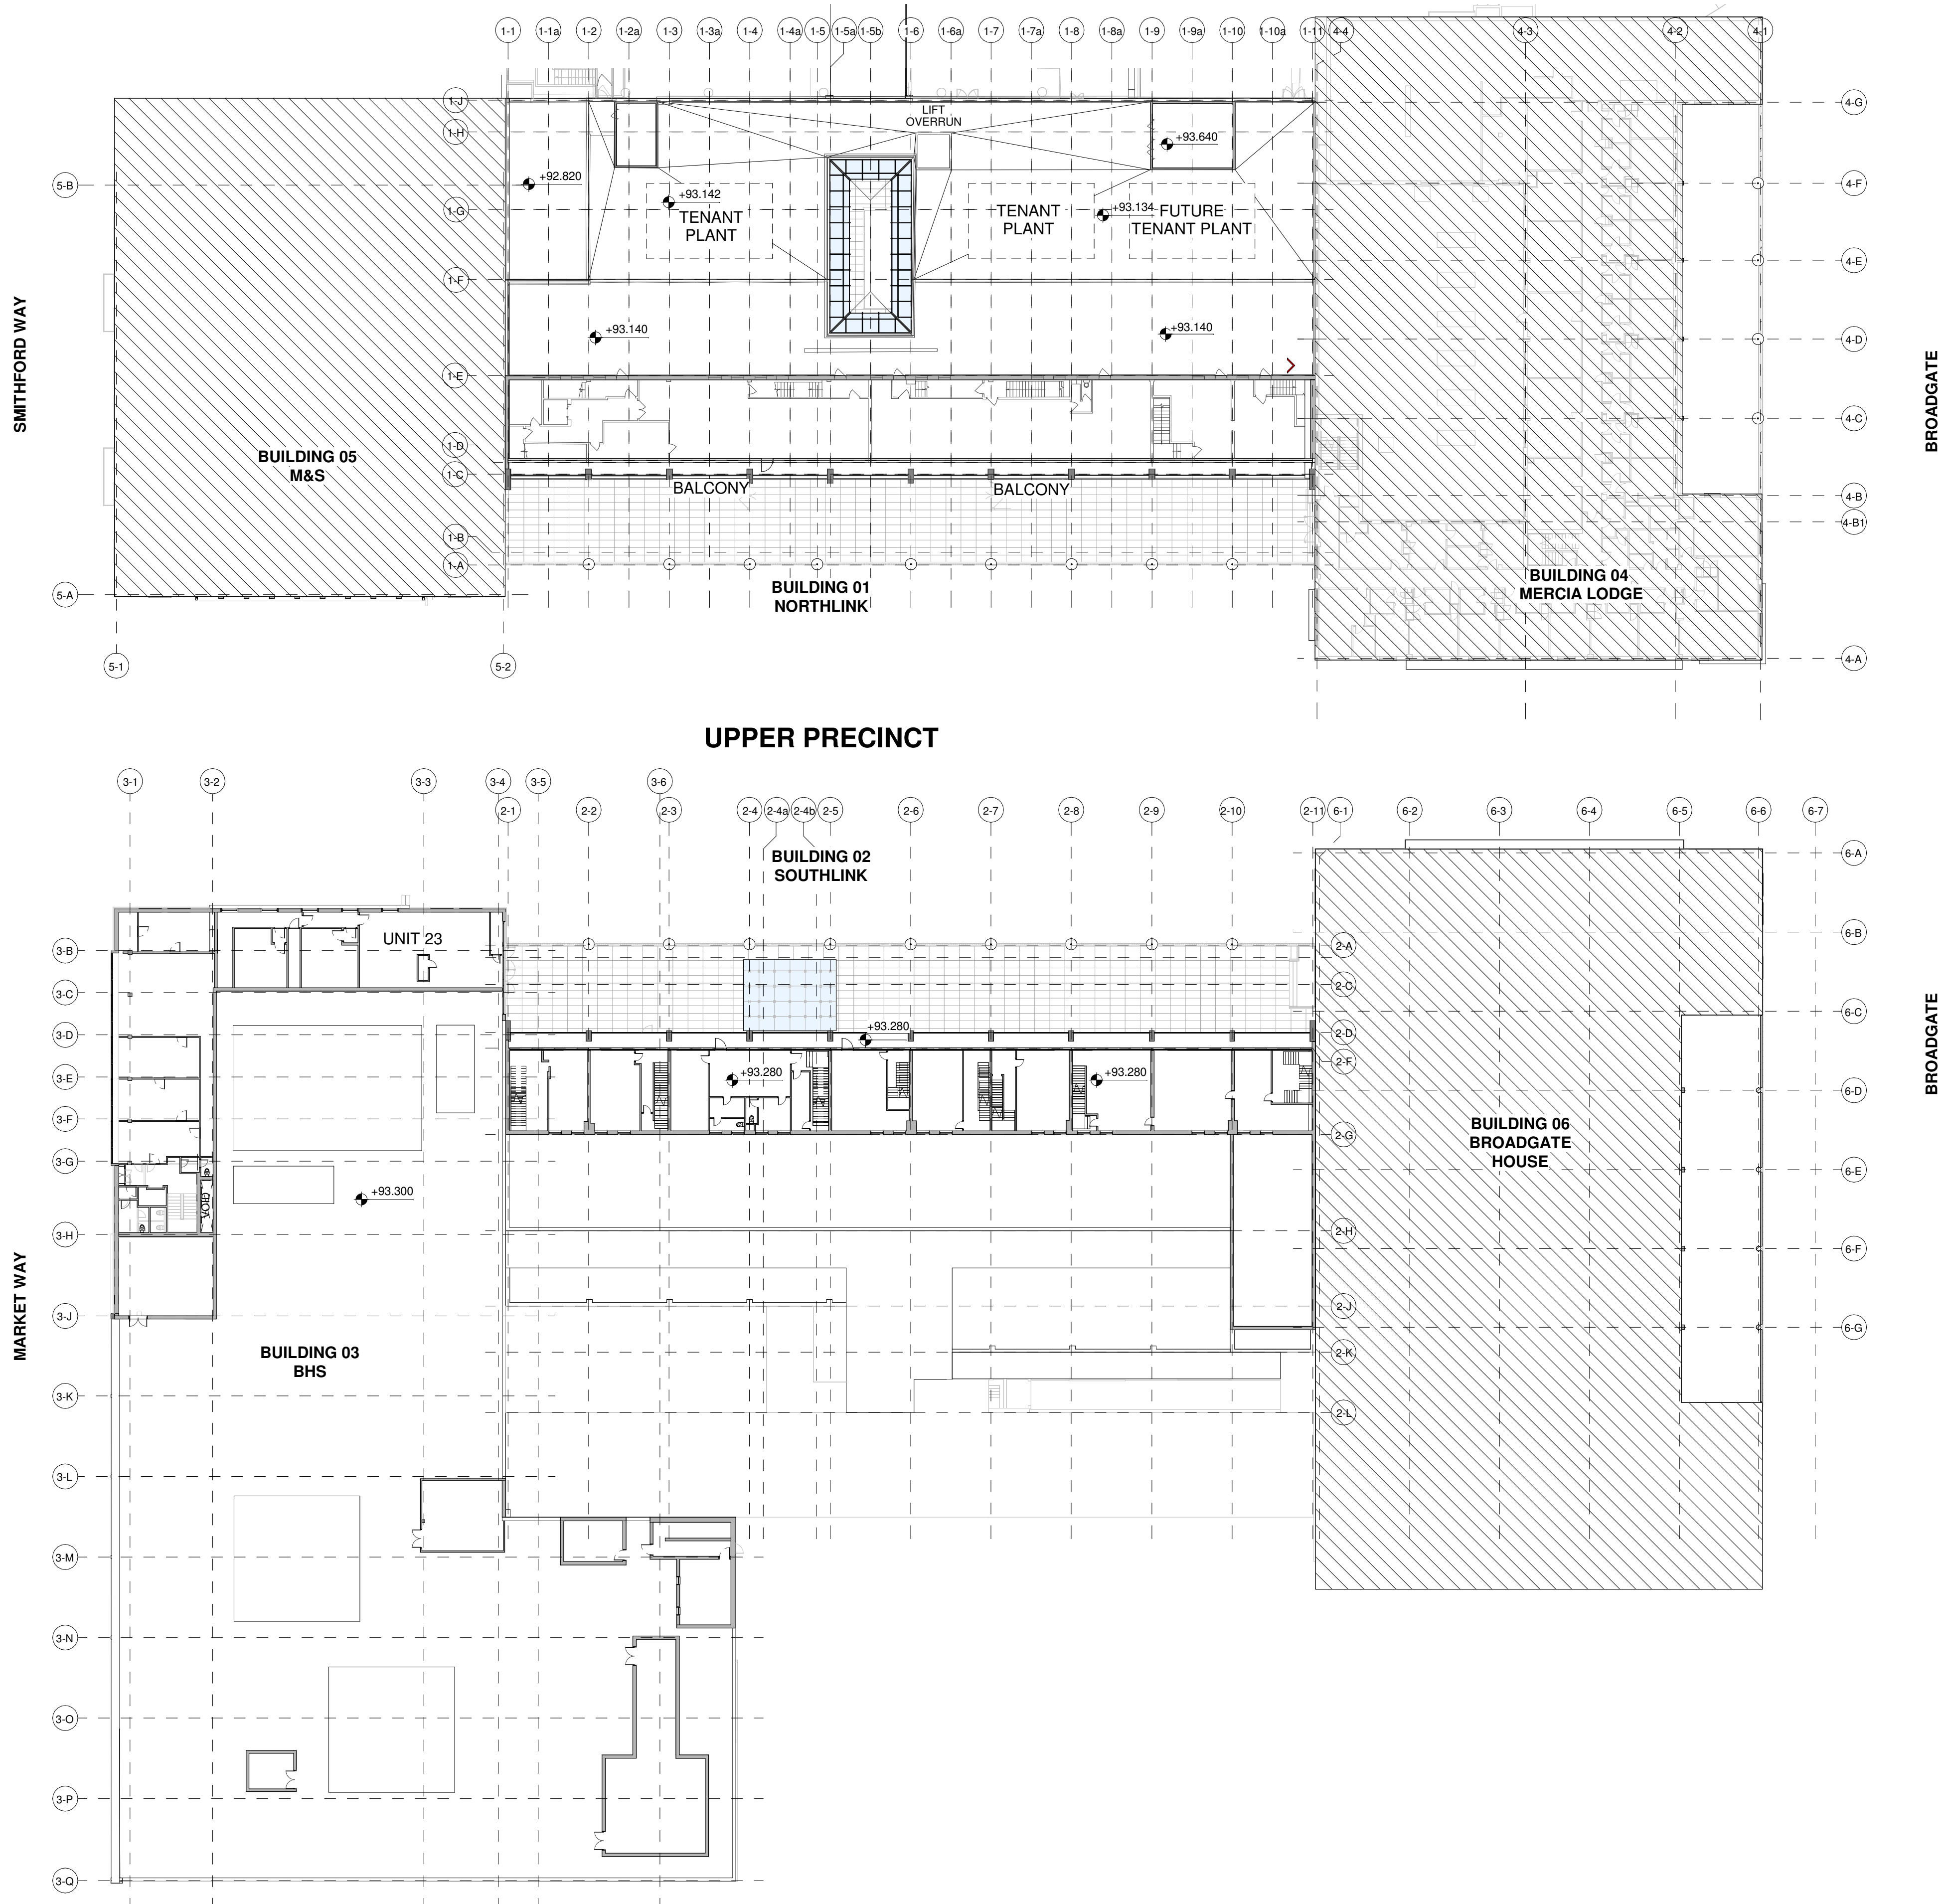 1-1 1-1a 1-2 1-2a 1-3 1-3a 1-4 1-4a 1-5 1-5a 1-5b 1-6 1-6a 1-7 1-7a 1-8 1-8a 1-9 1-9a 1-10 1-10a 1-11 4-4 4-3 4-2 4-1
1-J
4-G
LIFT
OVERRUN
1-H
+93.640
+92.820
5-B
4-F
+93.142
1-G
TENANT
PLANT
TENANT
PLANT
+93.134
FUTURE
TENANT PLANT
4-E
1-F
+93.140
+93.140
4-D
SMITHFORD WAY
BROADGATE
1-E
4-C
1-D
BUILDING 05
M&S
1-C
BALCONY
BALCONY
4-B
4-B1
1-B
1-A
BUILDING 01
NORTHLINK
BUILDING 04
MERCIA LODGE
5-A
4-A
5-1
5-2
UPPER PRECINCT
3-1 3-2 3-3 3-4 3-5 3-6
2-1 2-2 2-3 2-4 2-4a 2-4b 2-5 2-6 2-7 2-8 2-9 2-10 2-11 6-1 6-2 6-3 6-4 6-5 6-6 6-7
BUILDING 02
SOUTHLINK
6-A
UNIT 23
6-B
3-B
2-A
2-C
3-C
BROADGATE
6-C
+93.280
3-D
2-D
2-F
3-E
+93.280
+93.280
6-D
3-F
BUILDING 06
BROADGATE
HOUSE
2-G
3-G
6-E
VOID
+93.300
3-H
2-H
6-F
MARKET WAY
2-J
3-J
6-G
BUILDING 03
BHS
2-K
3-K
2-L
3-L
3-M
3-N
3-O
3-P
3-Q